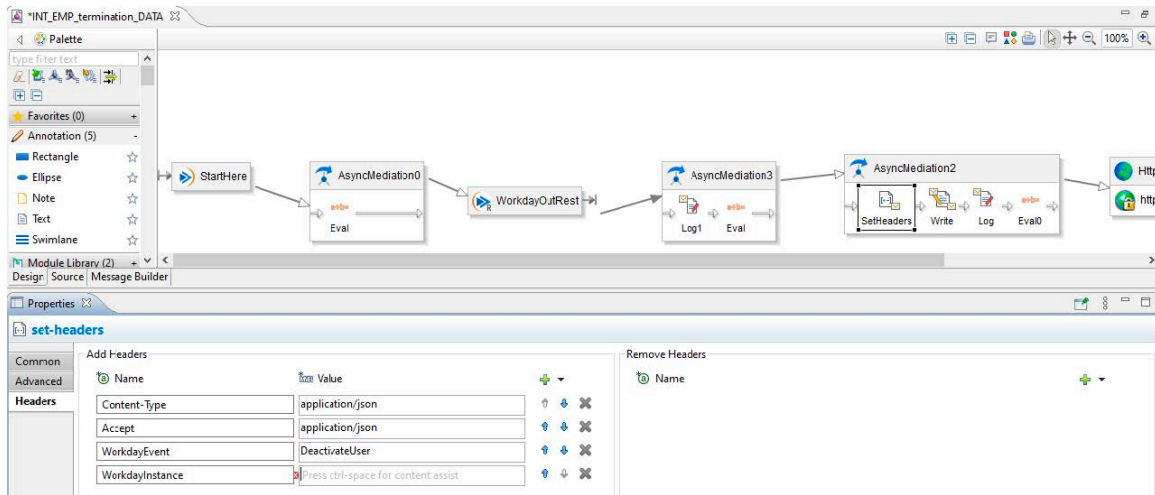 *INT_EMP_termination_DATA
Palette
100%
type filter text
Favorites (0)
Annotation (5)
Rectangle
Ellipse
Note
Text
Swimlane
Module Library (2)
StartHere
AsyncMediation0
Eval
WorkdayOutRest
AsyncMediation3
Log1 Eval
AsyncMediation2
SetHeaders Write Log Eval0
Http
http
Design Source Message Builder
Properties
set-headers
Common
Advanced
Headers
Add Headers
Name Value
Content-Type application/json
Accept application/json
WorkdayEvent DeactivateUser
WorkdayInstance Press ctrl-space for content assist
Remove Headers
Name